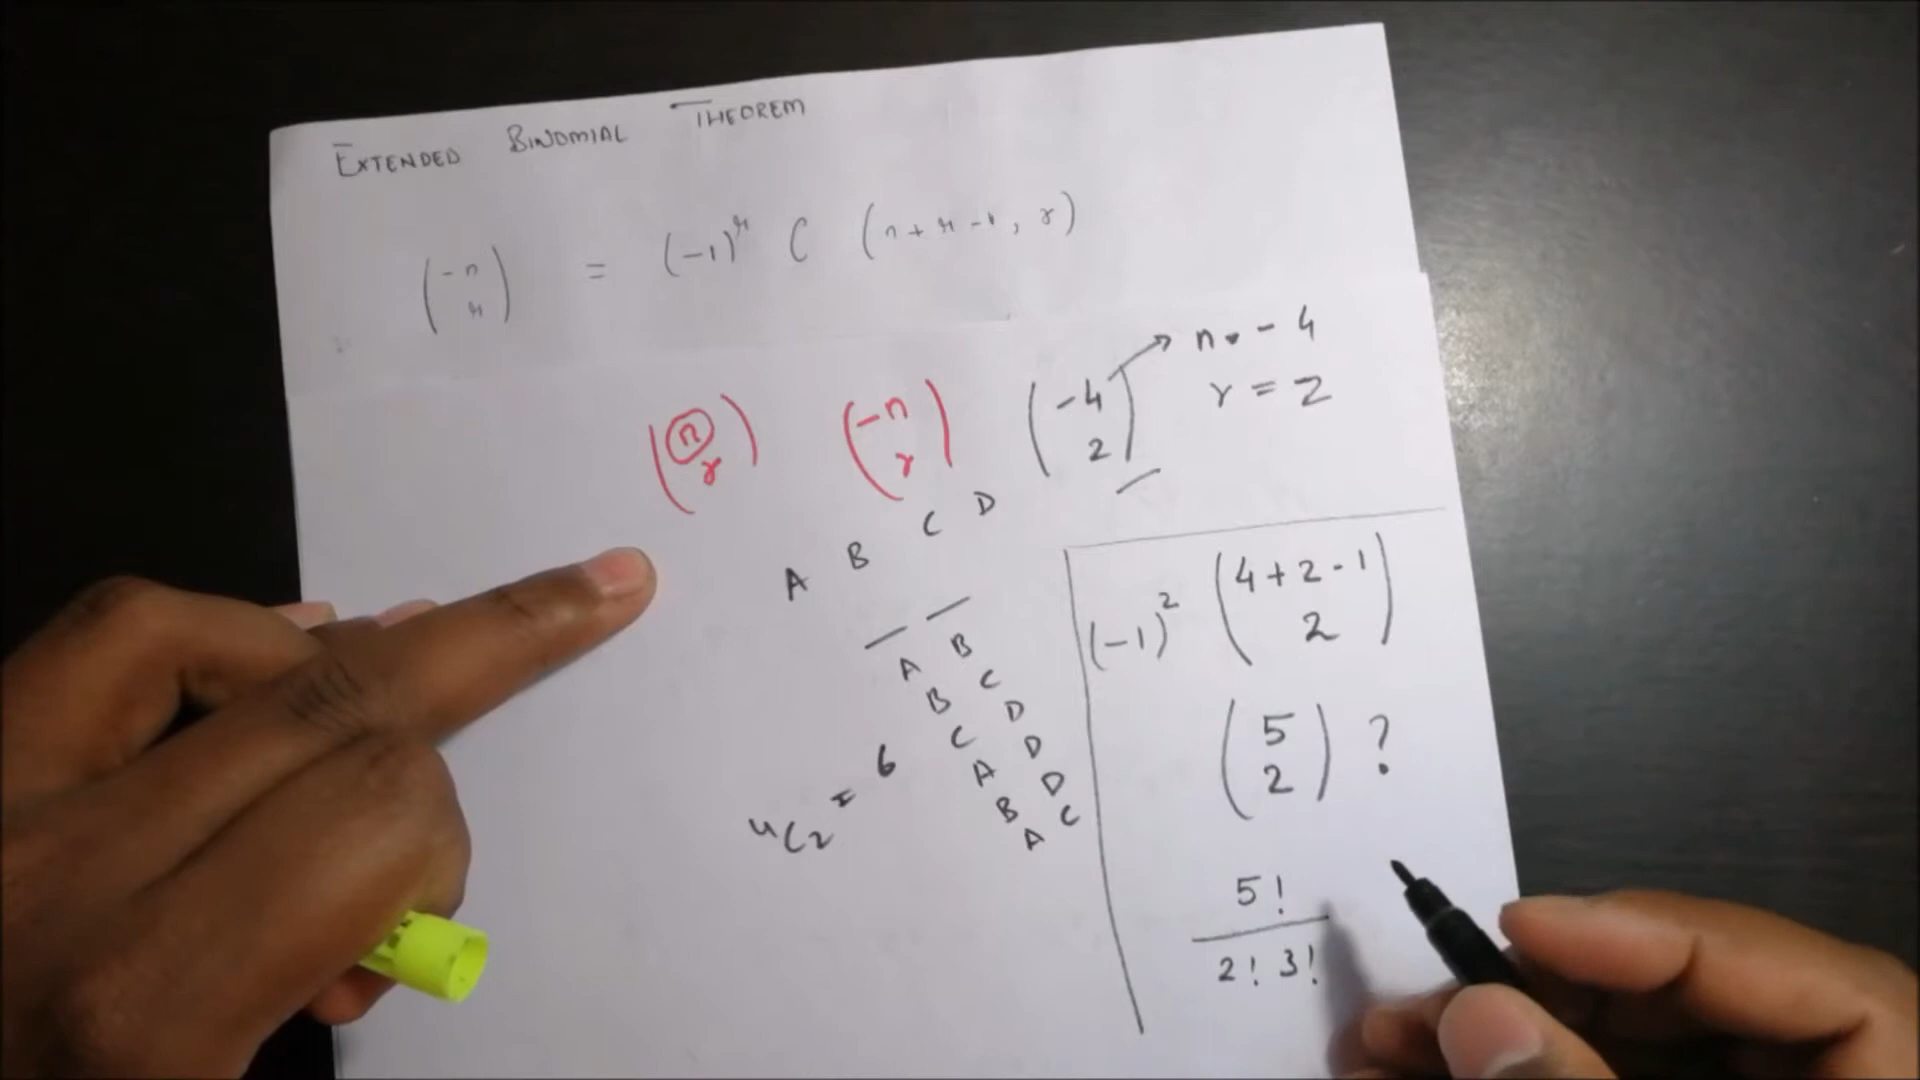 EXTENDED BINOMIAL THEOREM
(-n r) = (-1)^r C (n + r - 1, r)
(n r) (-n r) (-4 2) → n = -4
r = 2
A B C D
(-1)^2 (4+2-1 2)
A B
B C
C D
A D
B D
A C
4C2 = 6
(5 2) ?
5!
2! 3!